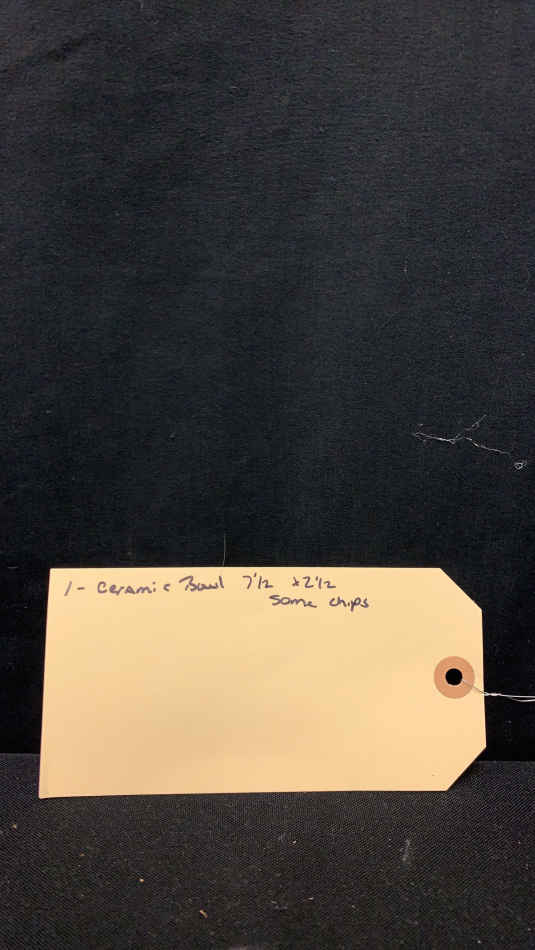 1- Ceramic Bowl 7 1/2 x 2 1/2
Some chips